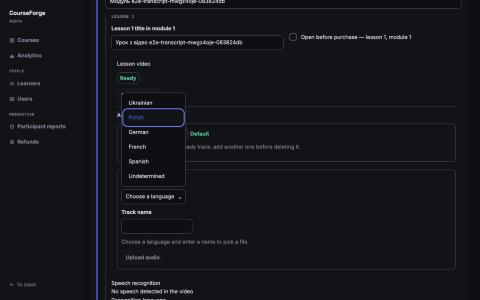 CourseForge
Admin
Courses
Analytics
PEOPLE
Learners
Users
MODERATION
Participant reports
Refunds
To client
Модуль e2e-transcript-mwgz4oje-083824db
LESSON 1
Lesson 1 title in module 1
Урок з відео e2e-transcript-mwgz4oje-083824db
Open before purchase — lesson 1, module 1
Lesson video
Ready
Ukrainian
Polish
German
French
Spanish
Undetermined
Default
track: add another one before deleting it.
Choose a language
Track name
Choose a language and enter a name to pick a file.
Upload audio
Speech recognition
No speech detected in the video